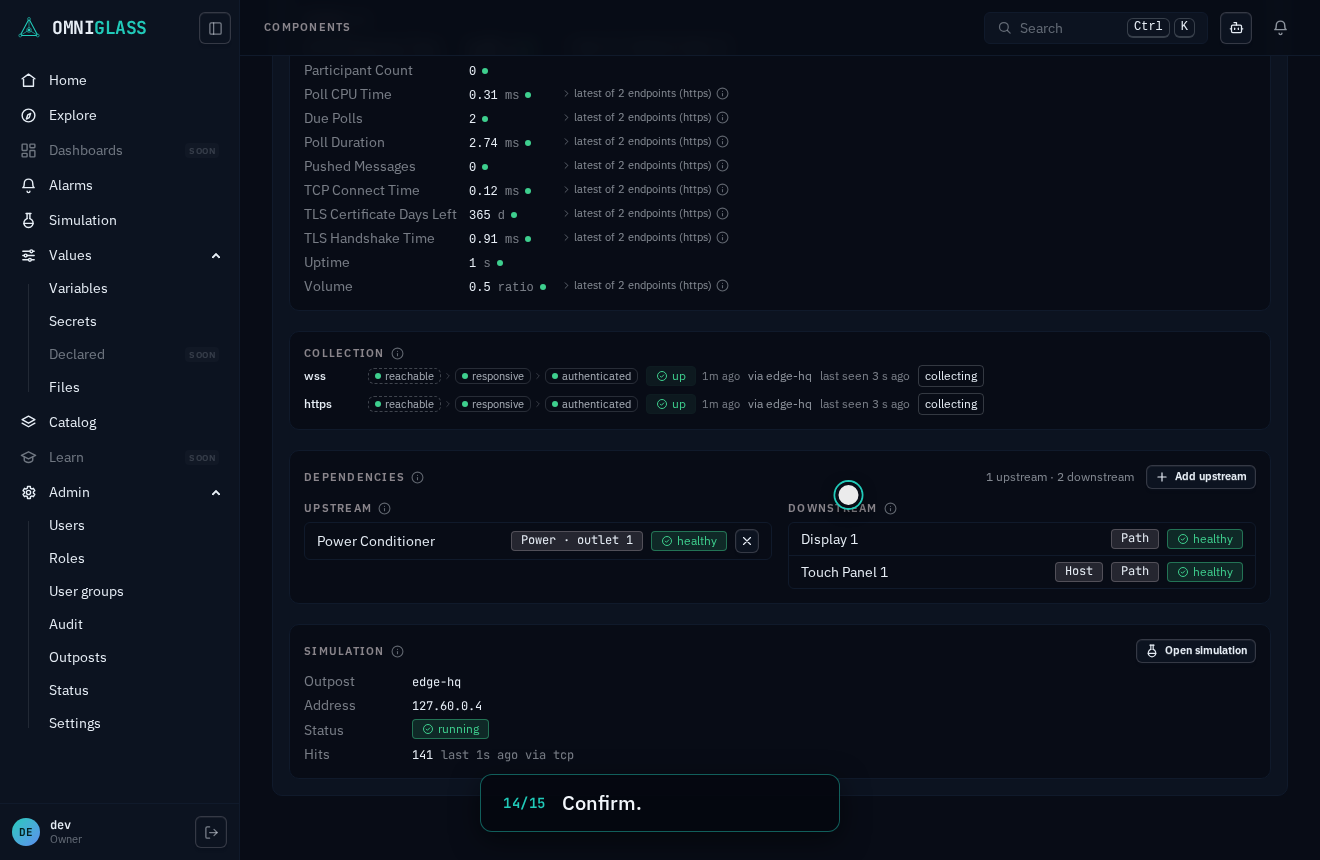 OMNIGLASS
COMPONENTS
Search Ctrl K
Home
Explore
Dashboards SOON
Alarms
Simulation
Values
Variables
Secrets
Declared SOON
Files
Catalog
Learn SOON
Admin
Users
Roles
User groups
Audit
Outposts
Status
Settings
DE dev
Owner
Participant Count 0
Poll CPU Time 0.31 ms latest of 2 endpoints (https)
Due Polls 2 latest of 2 endpoints (https)
Poll Duration 2.74 ms latest of 2 endpoints (https)
Pushed Messages 0 latest of 2 endpoints (https)
TCP Connect Time 0.12 ms latest of 2 endpoints (https)
TLS Certificate Days Left 365 d latest of 2 endpoints (https)
TLS Handshake Time 0.91 ms latest of 2 endpoints (https)
Uptime 1 s
Volume 0.5 ratio latest of 2 endpoints (https)
COLLECTION
wss reachable responsive authenticated up 1m ago via edge-hq last seen 3 s ago collecting
https reachable responsive authenticated up 1m ago via edge-hq last seen 3 s ago collecting
DEPENDENCIES 1 upstream · 2 downstream Add upstream
UPSTREAM
Power Conditioner Power · outlet 1 healthy
DOWNSTREAM
Display 1 Path healthy
Touch Panel 1 Host Path healthy
SIMULATION Open simulation
Outpost edge-hq
Address 127.60.0.4
Status running
Hits 141 last 1s ago via tcp
14/15 Confirm.